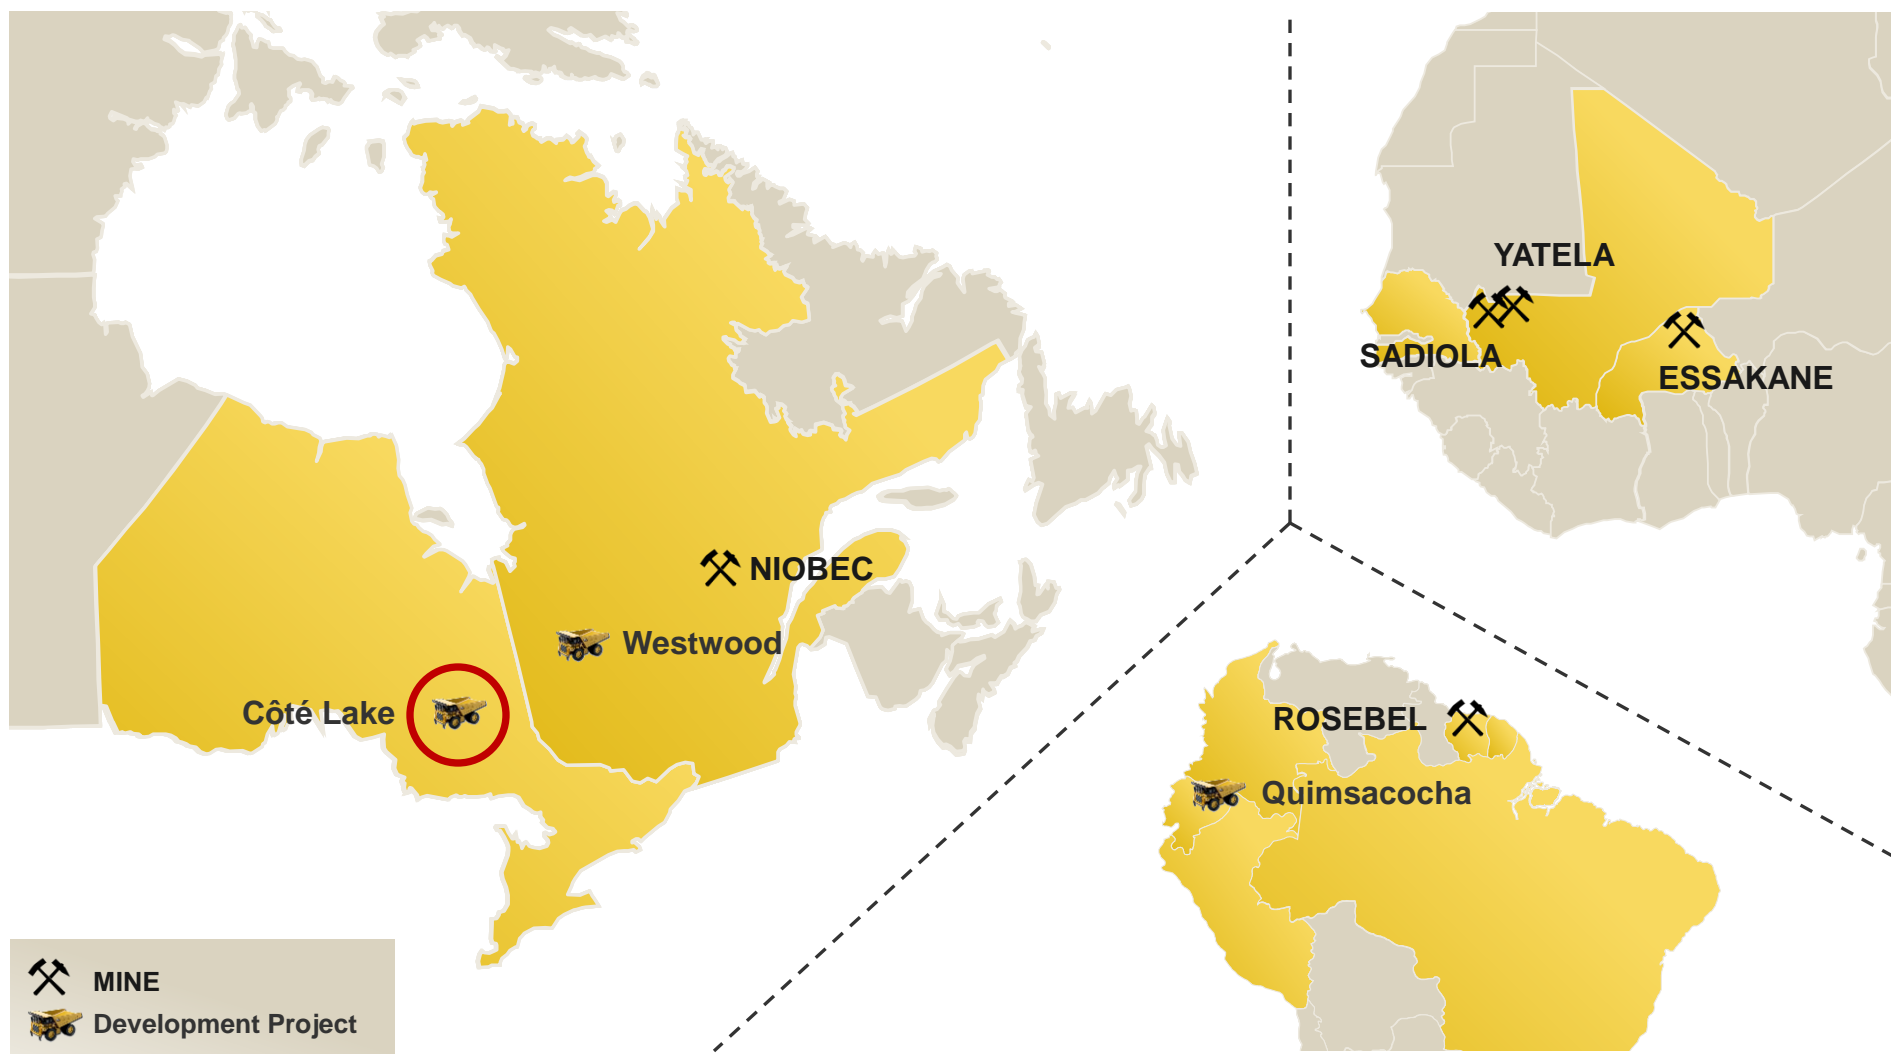 YATELA
SADIOLA
ESSAKANE
NIOBEC
Westwood
Côté Lake
ROSEBEL
Quimsacocha
MINE
Development Project